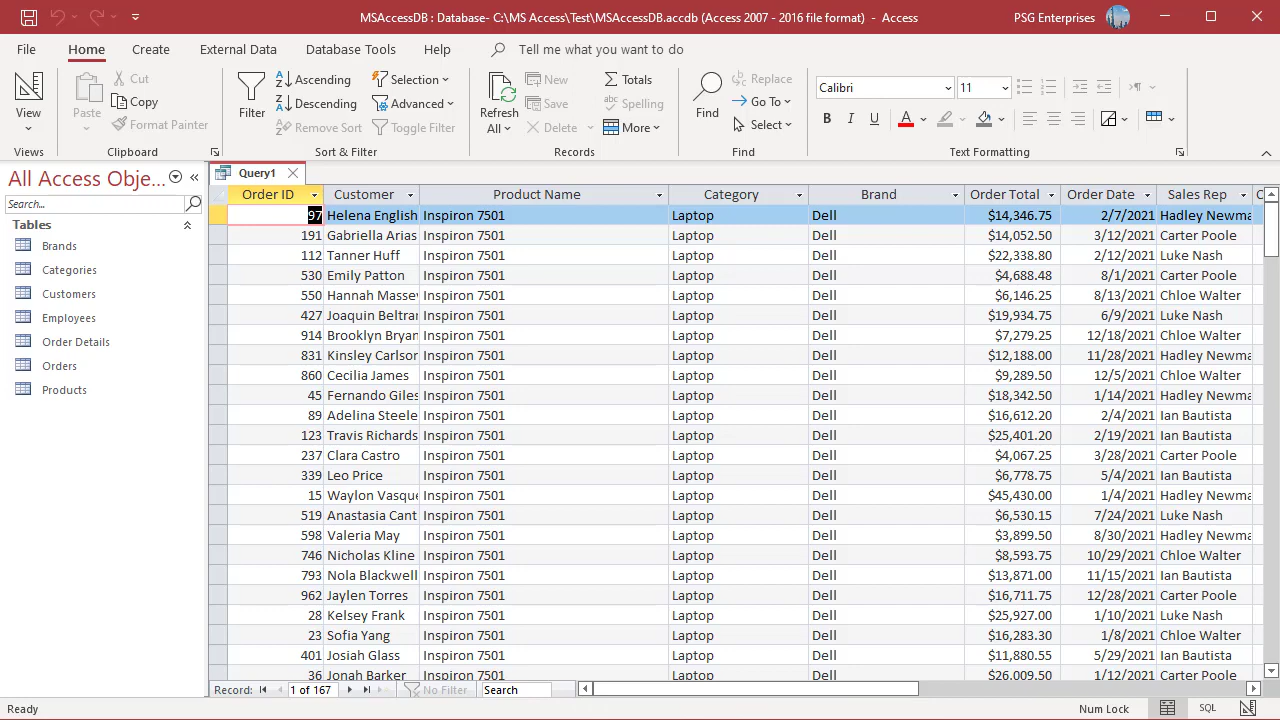 MSAccessDB : Database- C:\MS Access\Test\MSAccessDB.accdb (Access 2007 - 2016 file format) - Access PSG Enterprises
File Home Create External Data Database Tools Help Tell me what you want to do
View
Views
Paste Cut Copy Format Painter
Clipboard
Filter Ascending Descending Remove Sort Selection Advanced Toggle Filter
Sort & Filter
Refresh All New Save Delete Totals Spelling More
Records
Find Replace Go To Select
Find
Calibri 11
B I U A
Text Formatting
All Access Obje...
Search...
Tables
Brands
Categories
Customers
Employees
Order Details
Orders
Products
Query1
Order ID Customer Product Name Category Brand Order Total Order Date Sales Rep
97 Helena English Inspiron 7501 Laptop Dell $14,346.75 2/7/2021 Hadley Newma
191 Gabriella Arias Inspiron 7501 Laptop Dell $14,052.50 3/12/2021 Carter Poole
112 Tanner Huff Inspiron 7501 Laptop Dell $22,338.80 2/12/2021 Luke Nash
530 Emily Patton Inspiron 7501 Laptop Dell $4,688.48 8/1/2021 Carter Poole
550 Hannah Massey Inspiron 7501 Laptop Dell $6,146.25 8/13/2021 Chloe Walter
427 Joaquin Beltran Inspiron 7501 Laptop Dell $19,934.75 6/9/2021 Luke Nash
914 Brooklyn Bryan Inspiron 7501 Laptop Dell $7,279.25 12/18/2021 Chloe Walter
831 Kinsley Carlson Inspiron 7501 Laptop Dell $12,188.00 11/28/2021 Hadley Newma
860 Cecilia James Inspiron 7501 Laptop Dell $9,289.50 12/5/2021 Chloe Walter
45 Fernando Giles Inspiron 7501 Laptop Dell $18,342.50 1/14/2021 Hadley Newma
89 Adelina Steele Inspiron 7501 Laptop Dell $16,612.20 2/4/2021 Ian Bautista
123 Travis Richards Inspiron 7501 Laptop Dell $25,401.20 2/19/2021 Ian Bautista
237 Clara Castro Inspiron 7501 Laptop Dell $4,067.25 3/28/2021 Carter Poole
339 Leo Price Inspiron 7501 Laptop Dell $6,778.75 5/4/2021 Ian Bautista
15 Waylon Vasqu Inspiron 7501 Laptop Dell $45,430.00 1/4/2021 Hadley Newma
519 Anastasia Cant Inspiron 7501 Laptop Dell $6,530.15 7/24/2021 Luke Nash
598 Valeria May Inspiron 7501 Laptop Dell $3,899.50 8/30/2021 Hadley Newma
746 Nicholas Kline Inspiron 7501 Laptop Dell $8,593.75 10/29/2021 Chloe Walter
793 Nola Blackwell Inspiron 7501 Laptop Dell $13,871.00 11/15/2021 Ian Bautista
962 Jaylen Torres Inspiron 7501 Laptop Dell $16,711.75 12/28/2021 Carter Poole
28 Kelsey Frank Inspiron 7501 Laptop Dell $25,927.00 1/10/2021 Luke Nash
23 Sofia Yang Inspiron 7501 Laptop Dell $16,283.30 1/8/2021 Chloe Walter
401 Josiah Glass Inspiron 7501 Laptop Dell $11,880.55 5/29/2021 Ian Bautista
36 Jonah Barker Inspiron 7501 Laptop Dell $26,009.50 1/12/2021 Carter Poole
Record: 1 of 167 No Filter Search
Ready Num Lock SQL